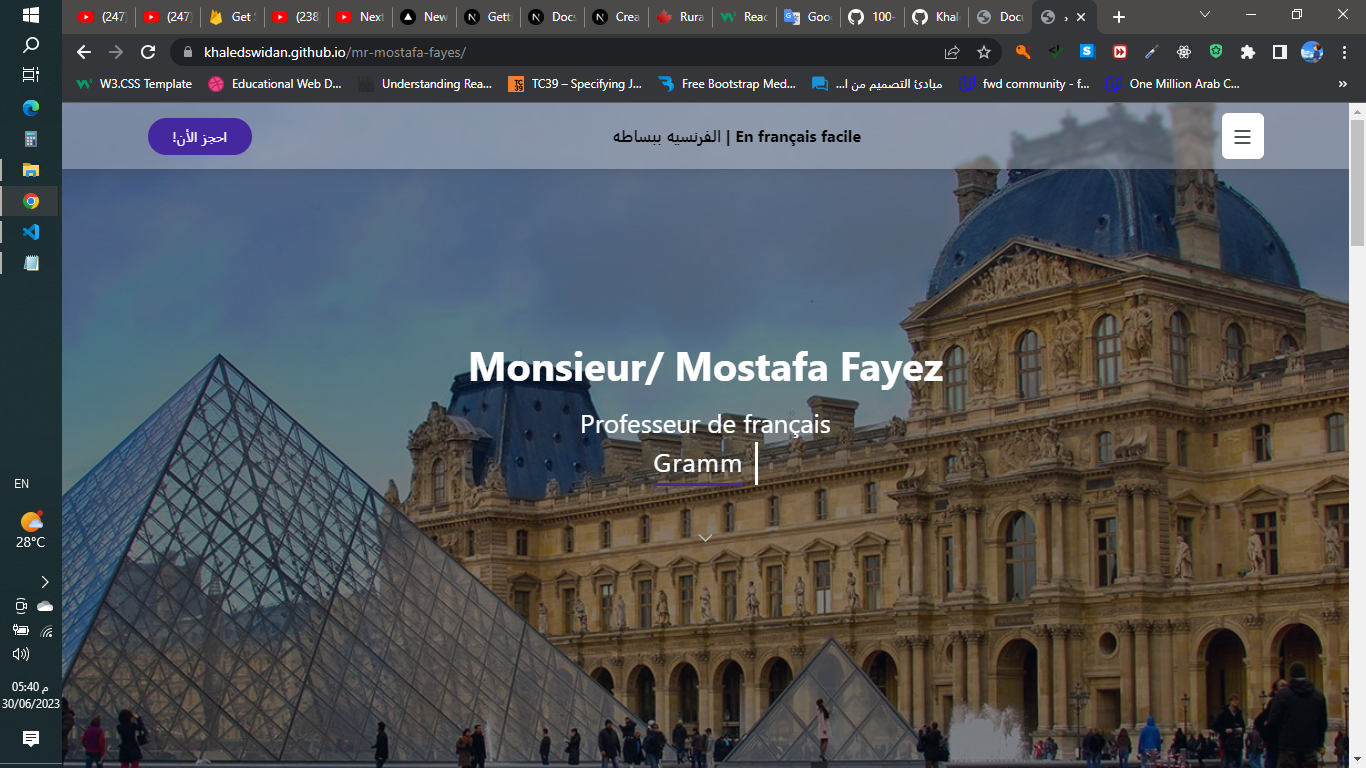 (247)
(247)
Get S
(238
Next
New
Gett
Docs
Crea
Rura
Reac
Goo
100-
Khal
Docu
khaledswidan.github.io/mr-mostafa-fayes/
W3.CSS Template
Educational Web D...
Understanding Rea...
TC39 – Specifying J...
Free Bootstrap Med...
مبادئ التصميم من ا...
fwd community - f...
One Million Arab C...
احجز الأن!
الفرنسيه ببساطه | En français facile
Monsieur/ Mostafa Fayez
Professeur de français
Gramm
EN
28°C
05:40 م
30/06/2023